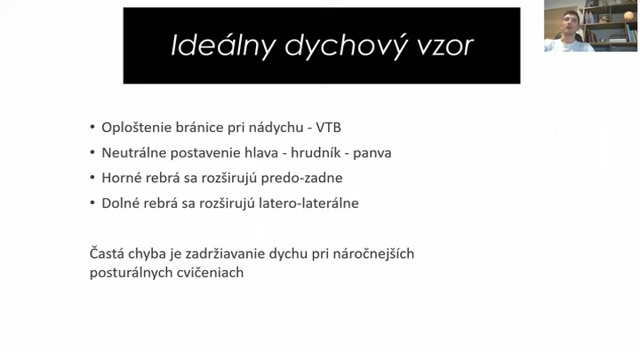 Ideálny dychový vzor
• Oploštenie bránice pri nádychu - VTB
• Neutrálne postavenie hlava - hrudník - panva
• Horné rebrá sa rozširujú predo-zadne
• Dolné rebrá sa rozširujú latero-laterálne
Častá chyba je zadržiavanie dychu pri náročnejších
posturálnych cvičeniach